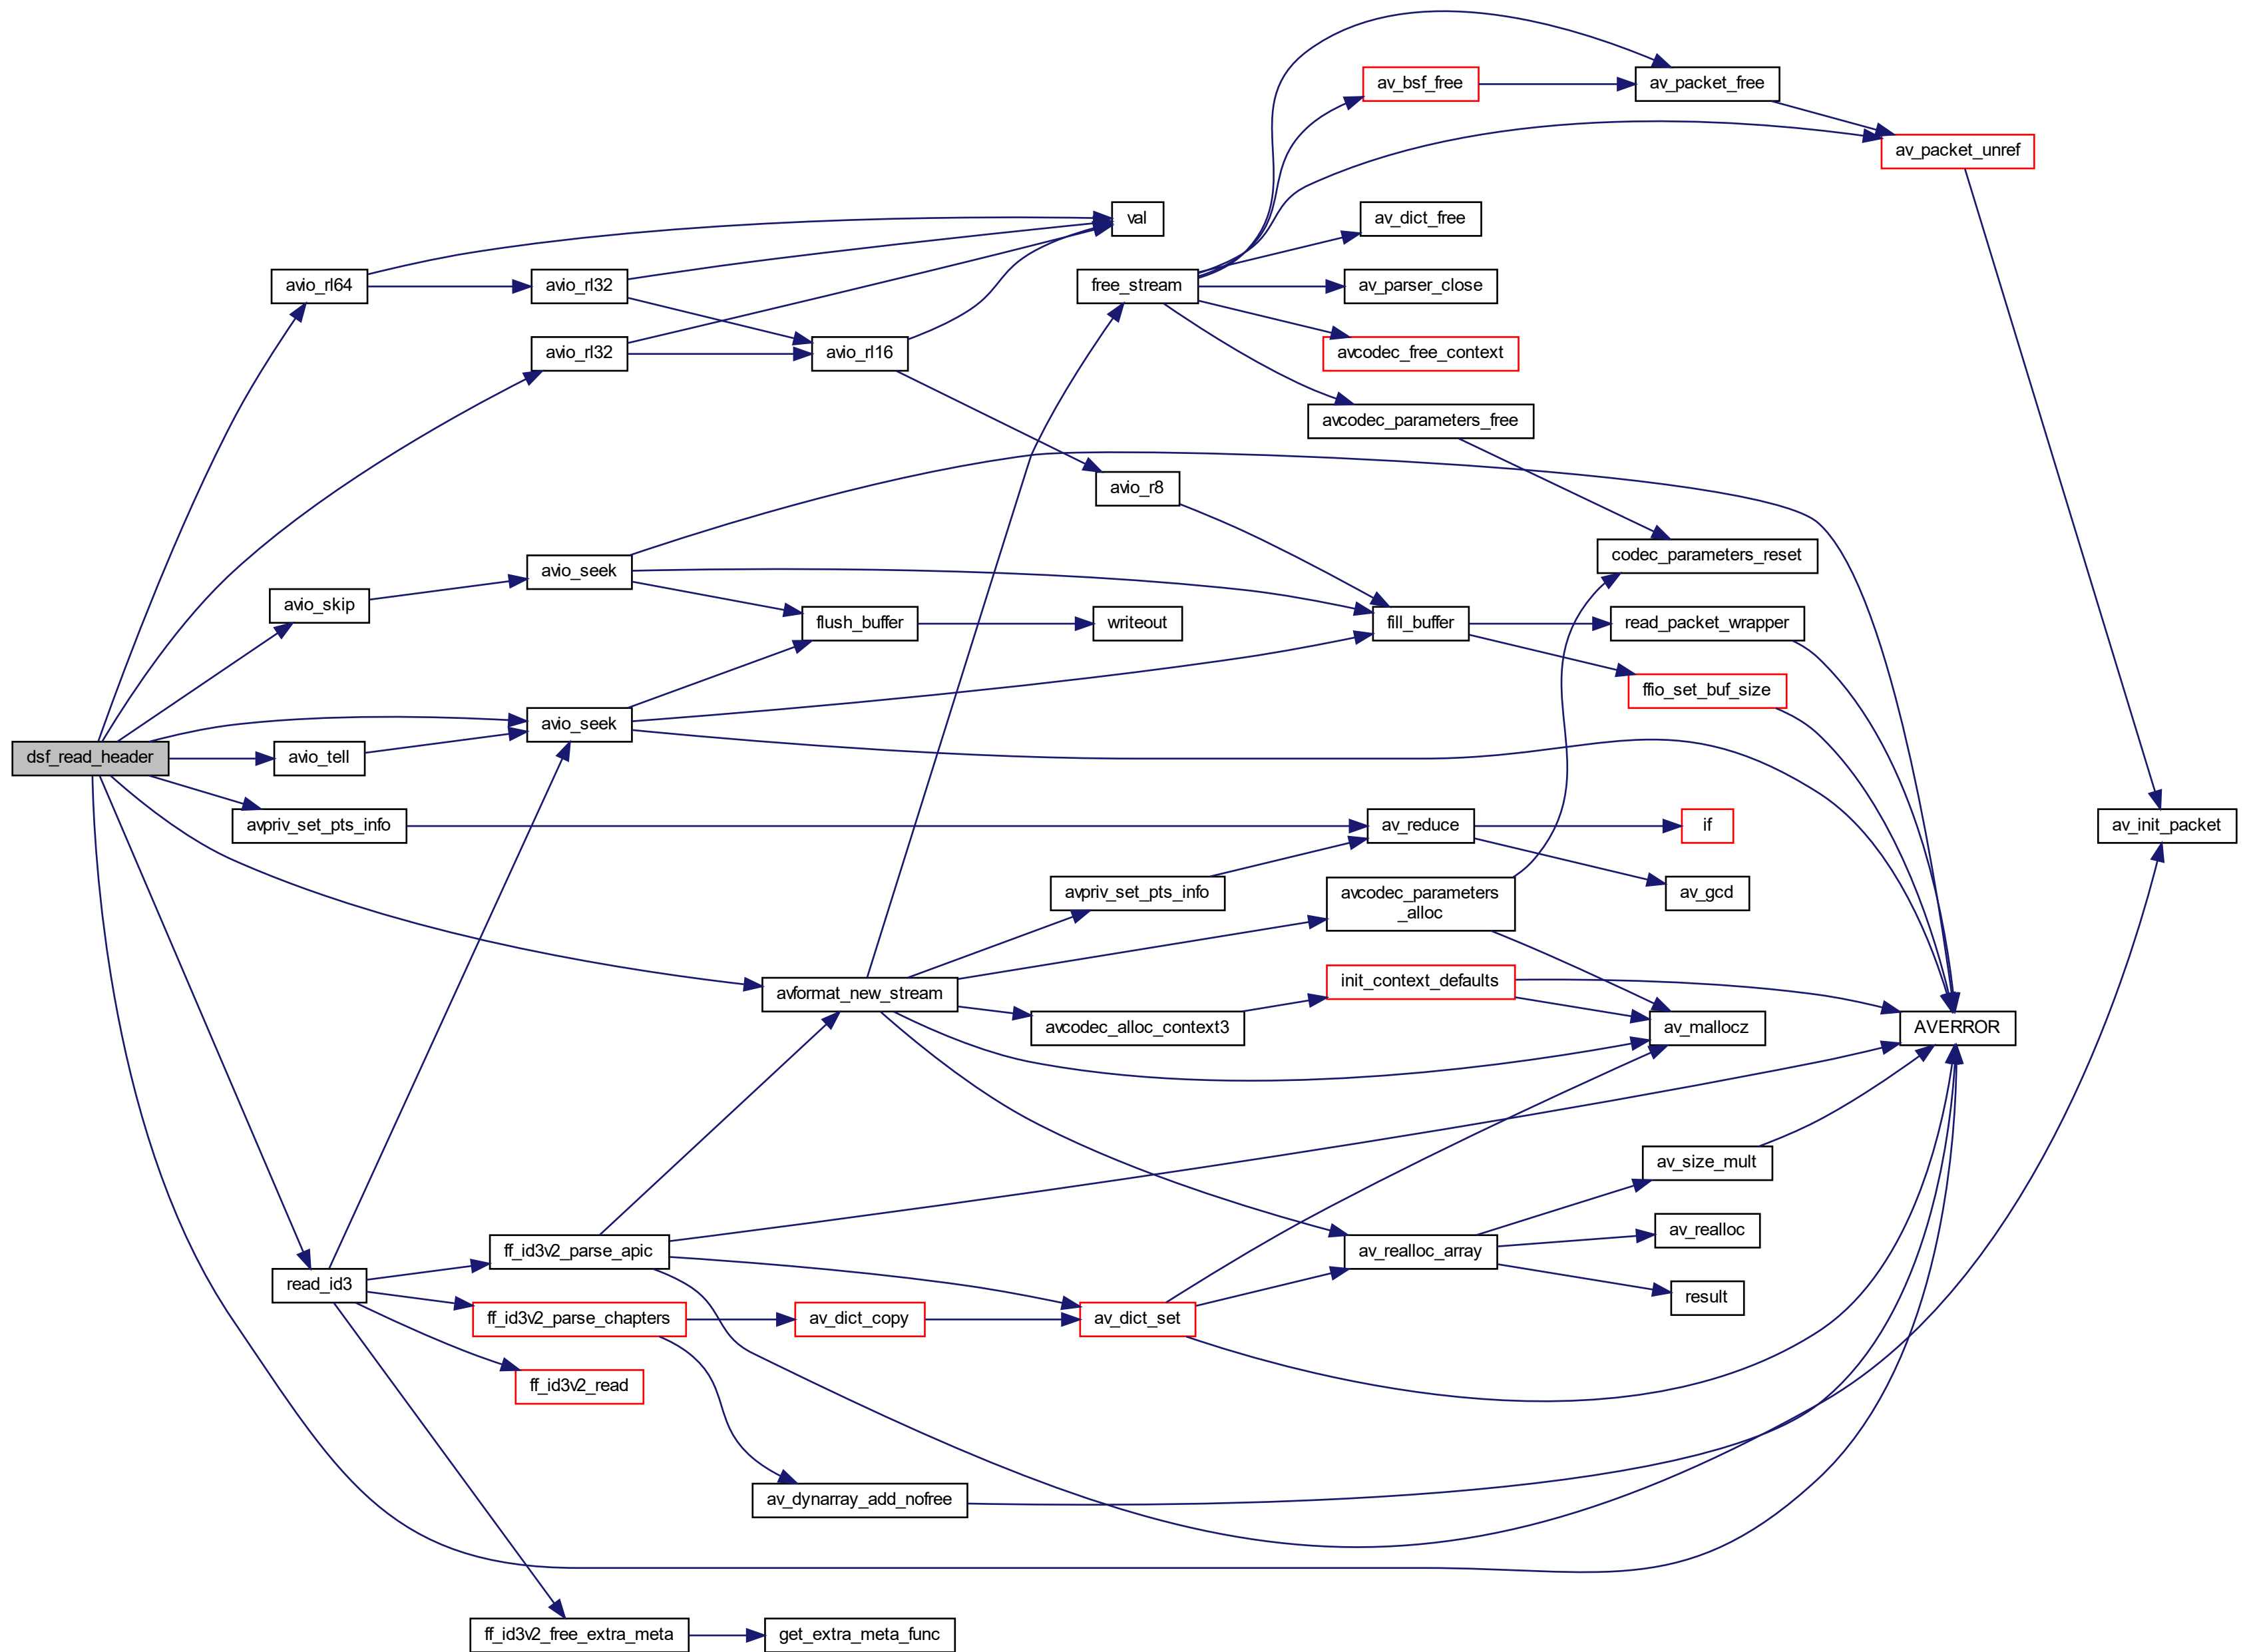 av_bsf_free
av_packet_free
av_packet_unref
val
av_dict_free
avio_rl64
avio_rl32
free_stream
av_parser_close
avio_rl32
avio_rl16
avcodec_free_context
avcodec_parameters_free
avio_r8
codec_parameters_reset
avio_seek
avio_skip
flush_buffer
writeout
fill_buffer
read_packet_wrapper
ffio_set_buf_size
avio_seek
dsf_read_header
avio_tell
avpriv_set_pts_info
av_reduce
if
av_init_packet
avpriv_set_pts_info
avcodec_parameters
_alloc
av_gcd
avformat_new_stream
init_context_defaults
avcodec_alloc_context3
av_mallocz
AVERROR
av_size_mult
av_realloc
ff_id3v2_parse_apic
av_realloc_array
read_id3
result
ff_id3v2_parse_chapters
av_dict_copy
av_dict_set
ff_id3v2_read
av_dynarray_add_nofree
ff_id3v2_free_extra_meta
get_extra_meta_func